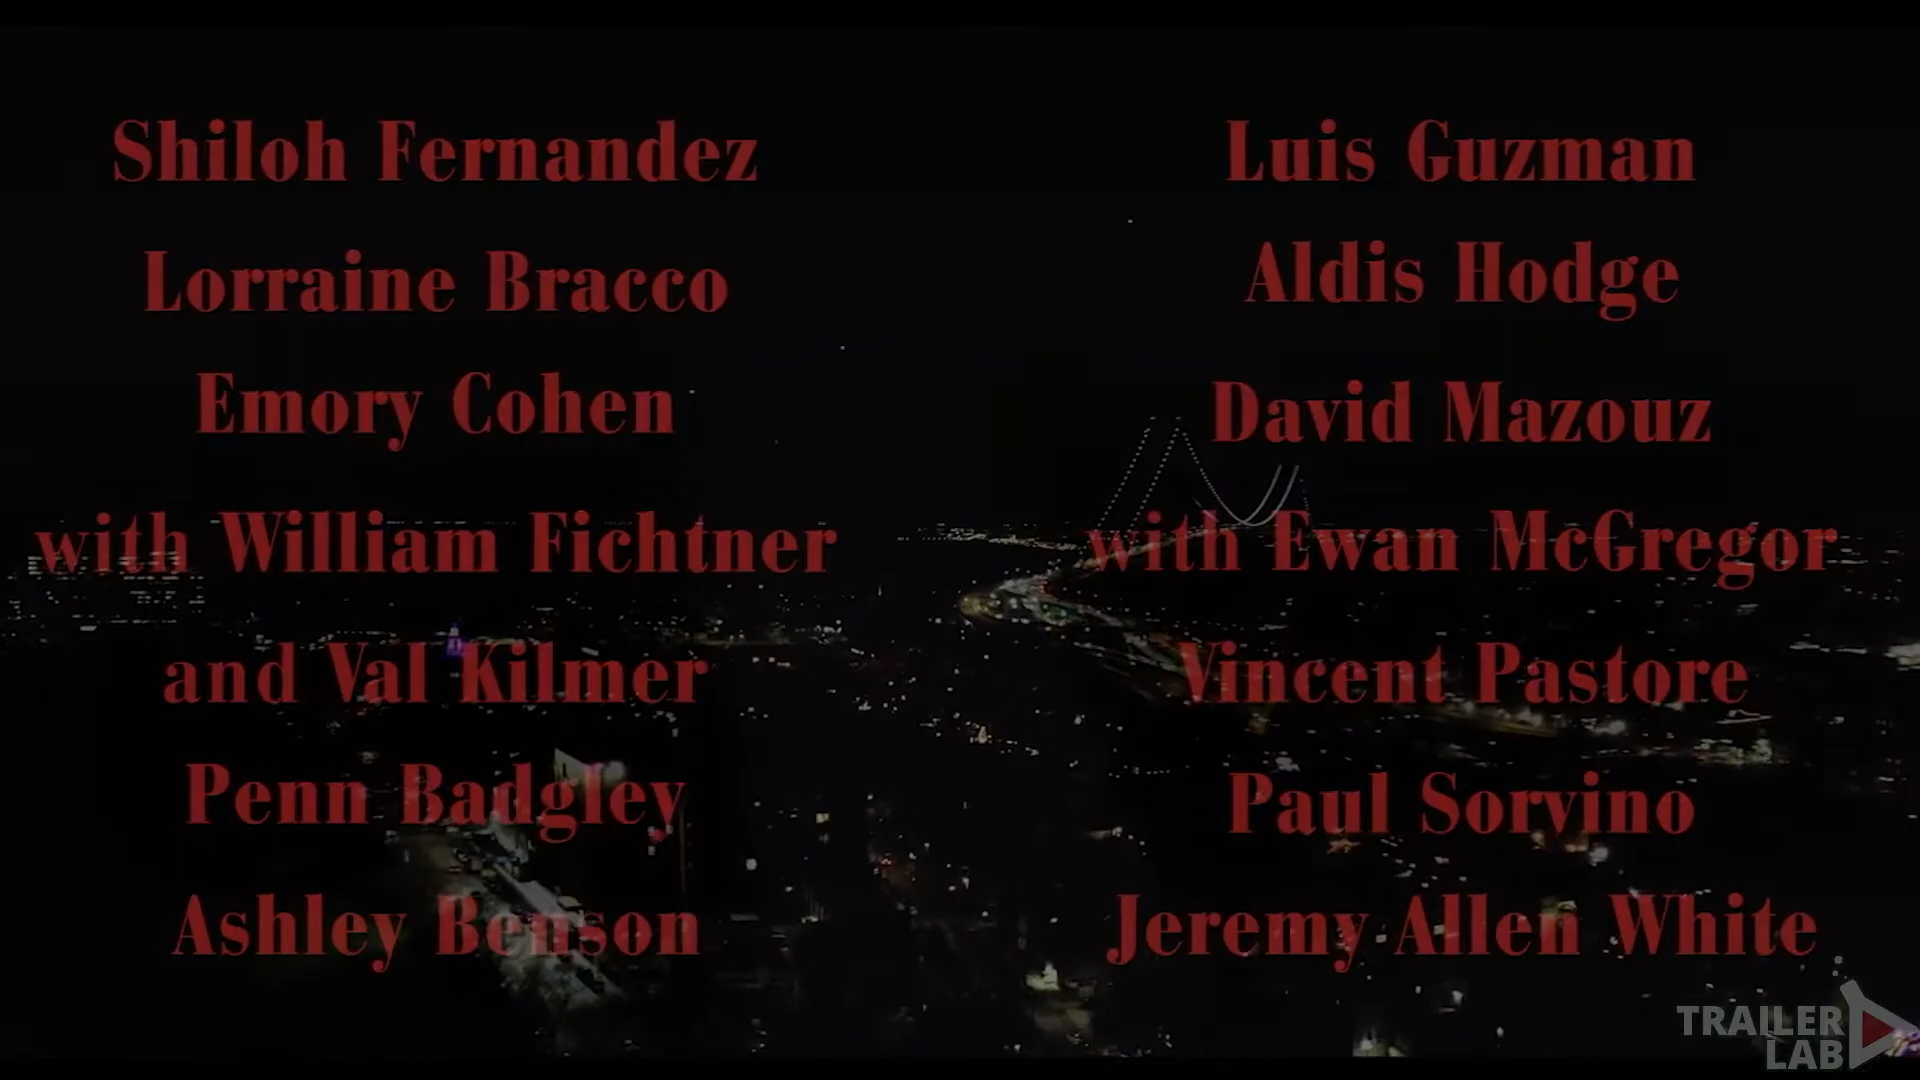 Shiloh Fernandez
Lorraine Bracco
Emory Cohen
with William Fichtner
and Val Kilmer
Penn Badgley
Ashley Benson
Luis Guzman
Aldis Hodge
David Mazouz
with Ewan McGregor
Vincent Pastore
Paul Sorvino
Jeremy Allen White
TRAILER
LAB